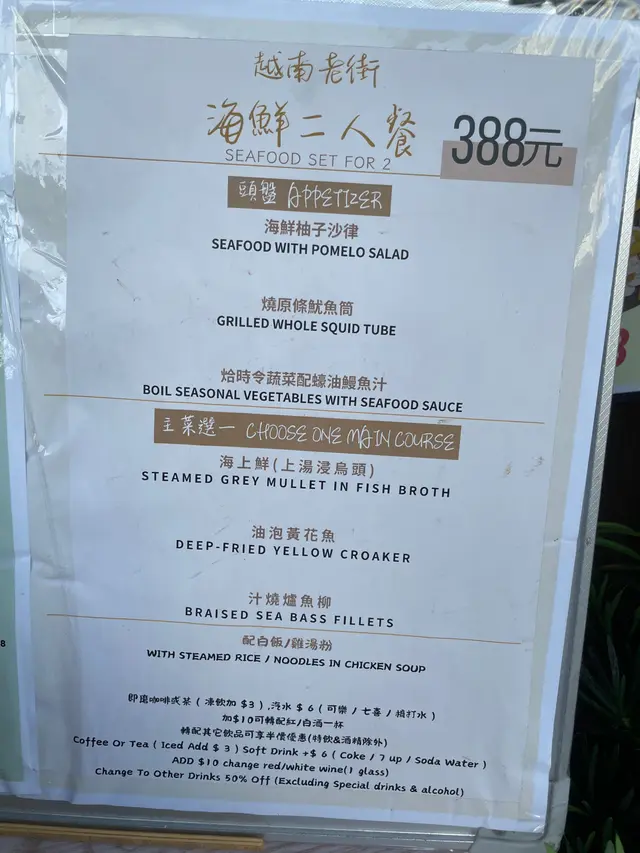 越南老街
海鮮二人餐
388元
SEAFOOD SET FOR 2
頭盤 APPETIZER
海鮮柚子沙律
SEAFOOD WITH POMELO SALAD
燒原條魷魚筒
GRILLED WHOLE SQUID TUBE
烚時令蔬菜配蠔油鰻魚汁
BOIL SEASONAL VEGETABLES WITH SEAFOOD SAUCE
主菜選一 CHOOSE ONE MAIN COURSE
海上鮮(上湯浸烏頭)
STEAMED GREY MULLET IN FISH BROTH
油泡黃花魚
DEEP-FRIED YELLOW CROAKER
汁燒爐魚柳
BRAISED SEA BASS FILLETS
配白飯/雞湯粉
WITH STEAMED RICE / NOODLES IN CHICKEN SOUP
即磨咖啡或茶 ( 凍飲加 $3 ) ,汽水 $ 6 ( 可樂 / 七喜 / 梳打水 )
加$10可轉配紅/白酒一杯
轉配其它飲品可享半價優惠(特飲&酒精除外)
Coffee Or Tea ( Iced Add $ 3 ) Soft Drink +$ 6 ( Coke / 7 up / Soda Water )
ADD $10 change red/white wine(1 glass)
Change To Other Drinks 50% Off (Excluding Special drinks & alcohol)
8